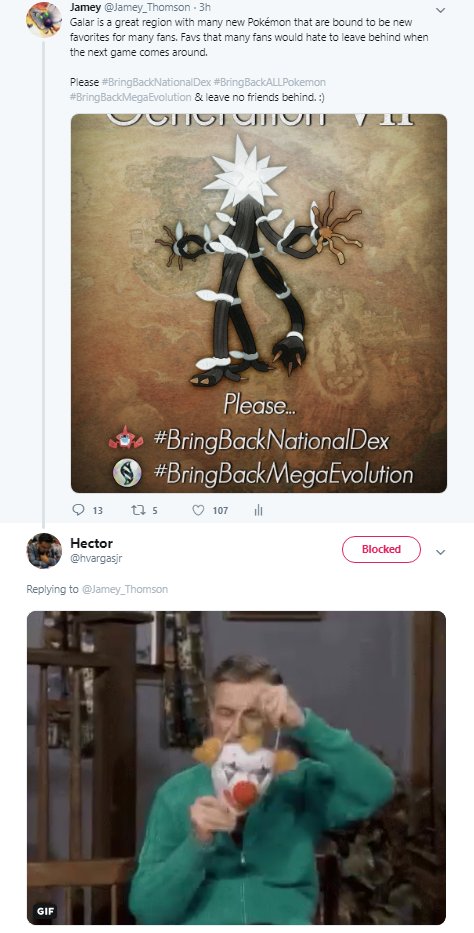 Jamey @Jamey_Thomson · 3h
Galar is a great region with many new Pokémon that are bound to be new
favorites for many fans. Favs that many fans would hate to leave behind when
the next game comes around.
Please #BringBackNationalDex #BringBackALLPokemon
#BringBackMegaEvolution & leave no friends behind. :)
Generation VII
Please...
#BringBackNationalDex
#BringBackMegaEvolution
13 5 107
Hector
@hvargasjr
Blocked
Replying to @Jamey_Thomson
GIF